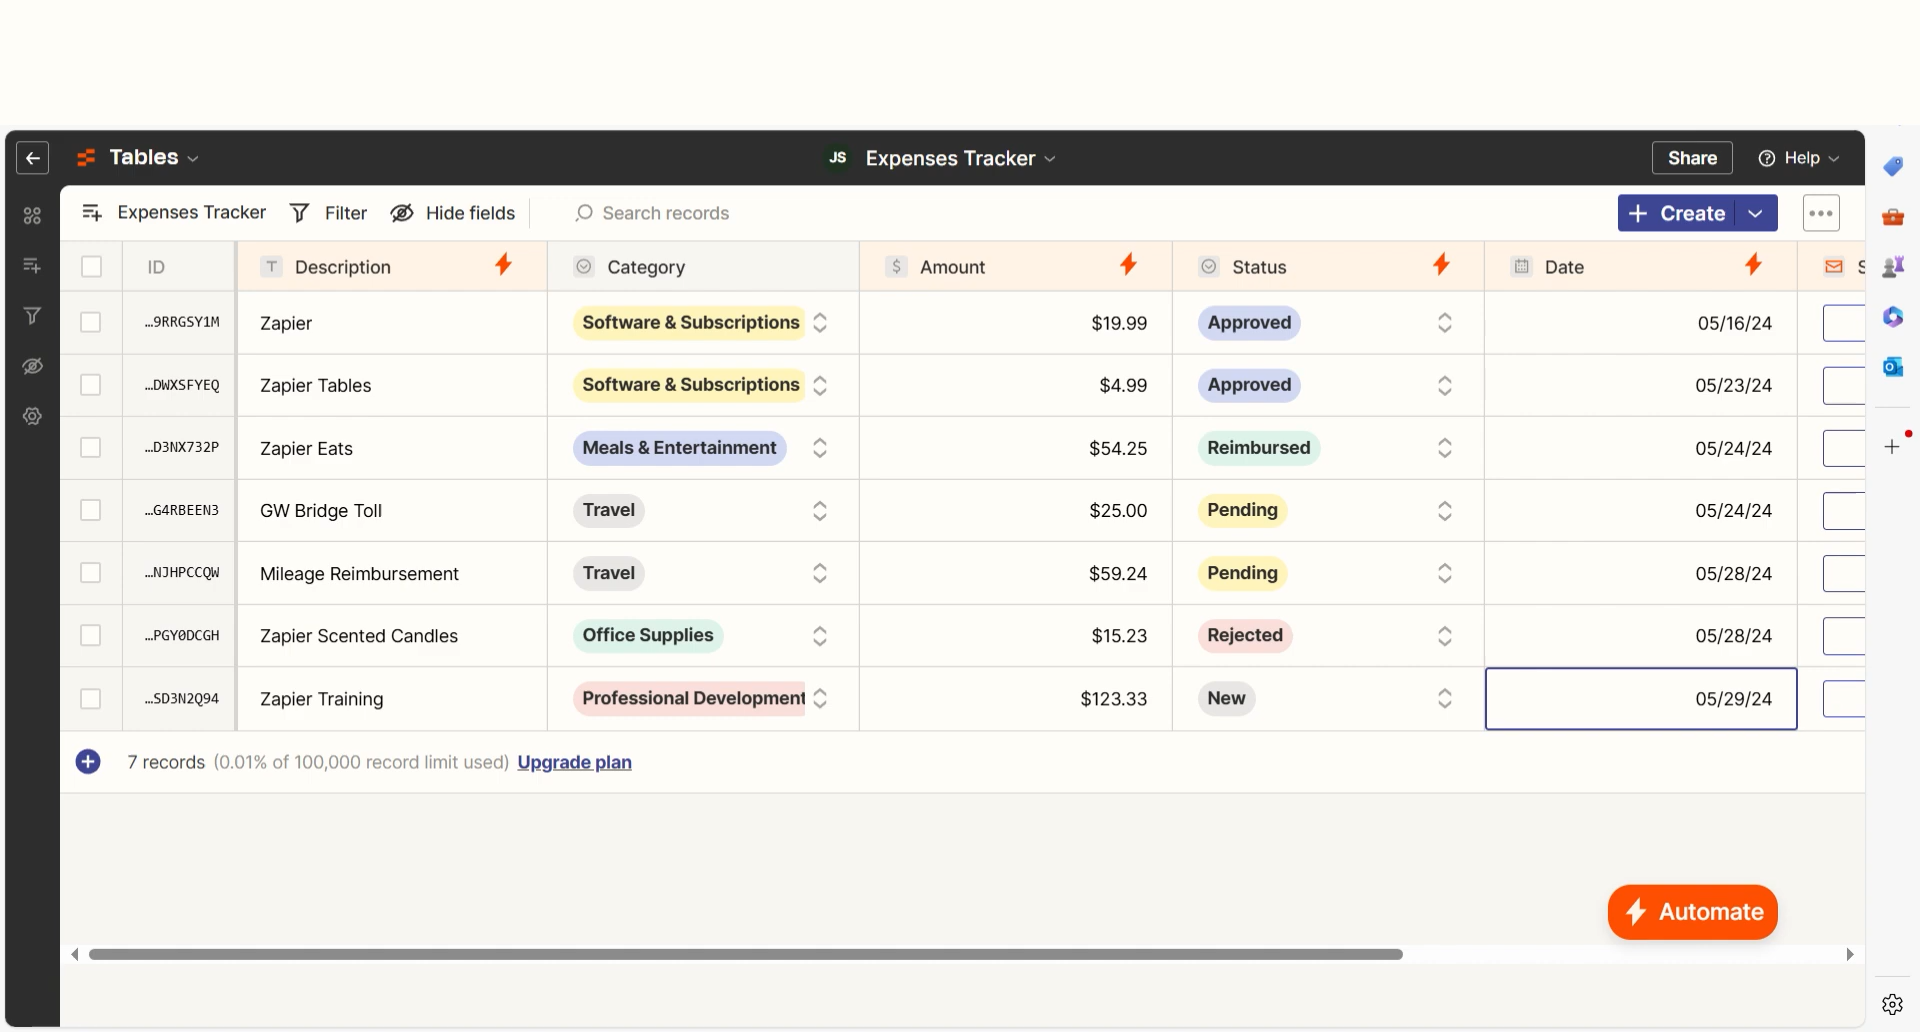 Tables
JS Expenses Tracker
Share
Help
Expenses Tracker
Filter
Hide fields
Search records
+ Create
ID
T Description
Category
$ Amount
Status
Date
S
…9RRGSY1M Zapier Software & Subscriptions $19.99 Approved 05/16/24
…DWXSFYEQ Zapier Tables Software & Subscriptions $4.99 Approved 05/23/24
…D3NX732P Zapier Eats Meals & Entertainment $54.25 Reimbursed 05/24/24
…G4RBEEN3 GW Bridge Toll Travel $25.00 Pending 05/24/24
…NJHPCCQW Mileage Reimbursement Travel $59.24 Pending 05/28/24
…PGY0DCGH Zapier Scented Candles Office Supplies $15.23 Rejected 05/28/24
…SD3N2Q94 Zapier Training Professional Development $123.33 New 05/29/24
7 records (0.01% of 100,000 record limit used) Upgrade plan
Automate